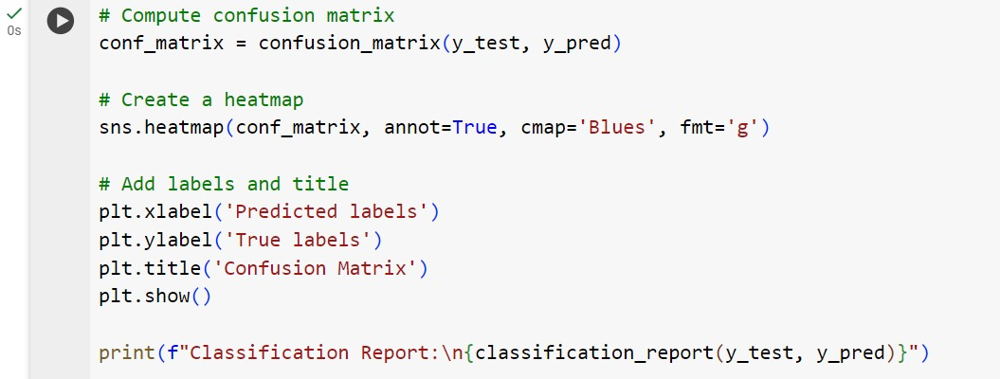 # Compute confusion matrix
0s
conf_matrix = confusion_matrix(y_test, y_pred)
# Create a heatmap
sns.heatmap(conf_matrix, annot=True, cmap='Blues', fmt='g')
# Add labels and title
plt.xlabel('Predicted labels')
plt.ylabel('True labels')
plt.title('Confusion Matrix')
plt.show()
print(f"Classification Report:\n{classification_report(y_test, y_pred)}")